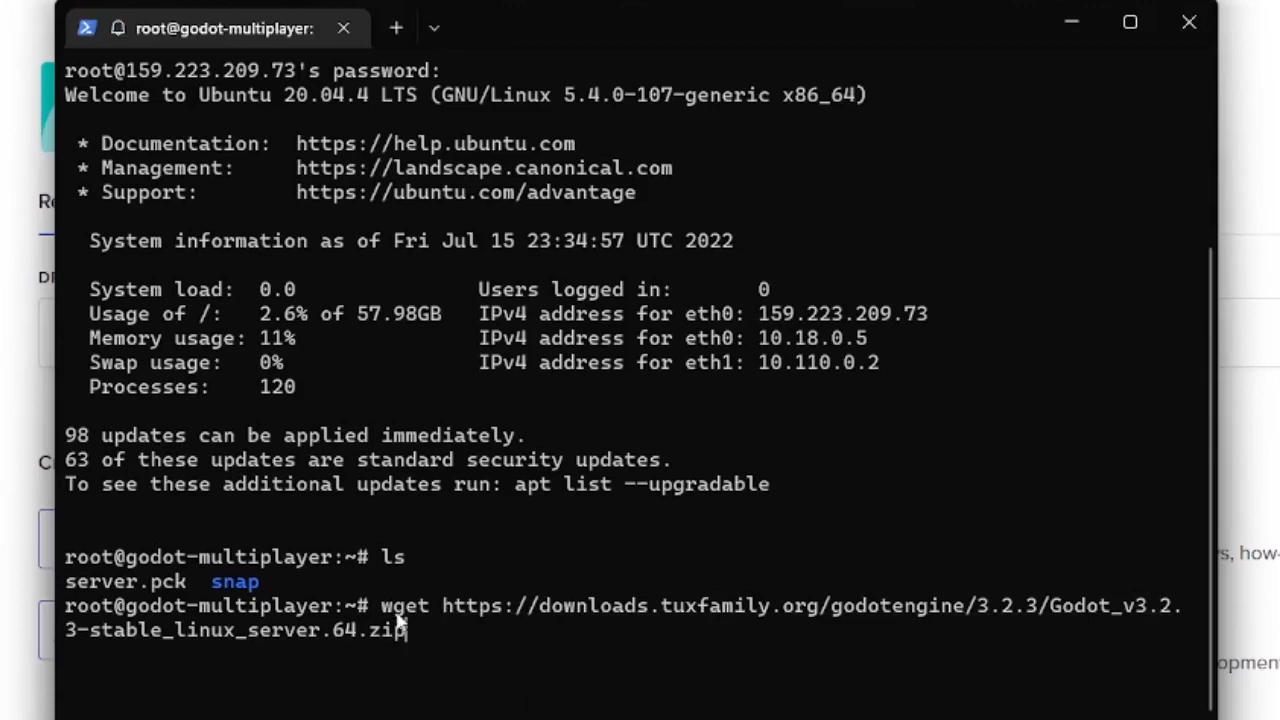 root@godot-multiplayer:
root@159.223.209.73's password:
Welcome to Ubuntu 20.04.4 LTS (GNU/Linux 5.4.0-107-generic x86_64)
* Documentation: https://help.ubuntu.com
* Management: https://landscape.canonical.com
* Support: https://ubuntu.com/advantage
System information as of Fri Jul 15 23:34:57 UTC 2022
System load: 0.0 Users logged in: 0
Usage of /: 2.6% of 57.98GB IPv4 address for eth0: 159.223.209.73
Memory usage: 11% IPv4 address for eth0: 10.18.0.5
Swap usage: 0% IPv4 address for eth1: 10.110.0.2
Processes: 120
98 updates can be applied immediately.
63 of these updates are standard security updates.
To see these additional updates run: apt list --upgradable
root@godot-multiplayer:~# ls
server.pck snap
root@godot-multiplayer:~# wget https://downloads.tuxfamily.org/godotengine/3.2.3/Godot_v3.2.
3-stable_linux_server.64.zip